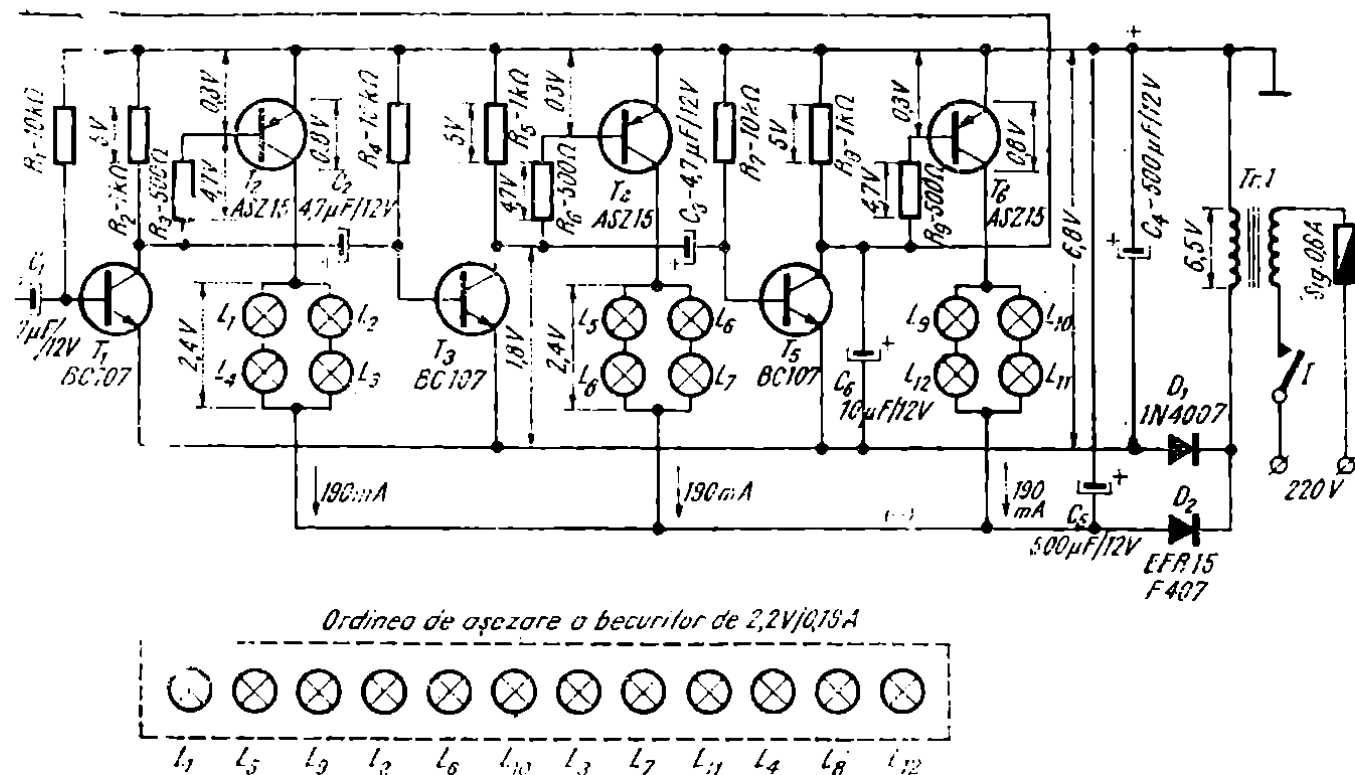 R1-10kΩ
5V
R2-1kΩ
R3-500Ω
0,3V
4,7V
T2
ASZ15
0,8V
C2
4,7μF/12V
R4-10kΩ
5V
R5-1kΩ
0,3V
4,7V
R6-500Ω
T4
ASZ15
C3-4,7μF/12V
R7-10kΩ
5V
R8-1kΩ
0,3V
4,7V
R9-500Ω
0,8V
T6
ASZ15
6,8V
+
C4-500μF/12V
+
Tr.1
6,5V
Sig. 0,6A
C1
μF/
/12V
T1
BC107
2,4V
L1
L2
L4
L3
+
T3
BC107
1,8V
+
2,4V
L5
L6
L8
L7
T5
BC107
C6
10μF/12V
+
L9
L10
L12
L11
D1
1N4007
I
220V
190mA
190mA
190
mA
(-)
C5
500μF/12V
+
D2
EFR15
F407
Ordinea de așezare a becurilor de 2,2V/0,18A
L1 L5 L9 L2 L6 L10 L3 L7 L11 L4 L8 L12